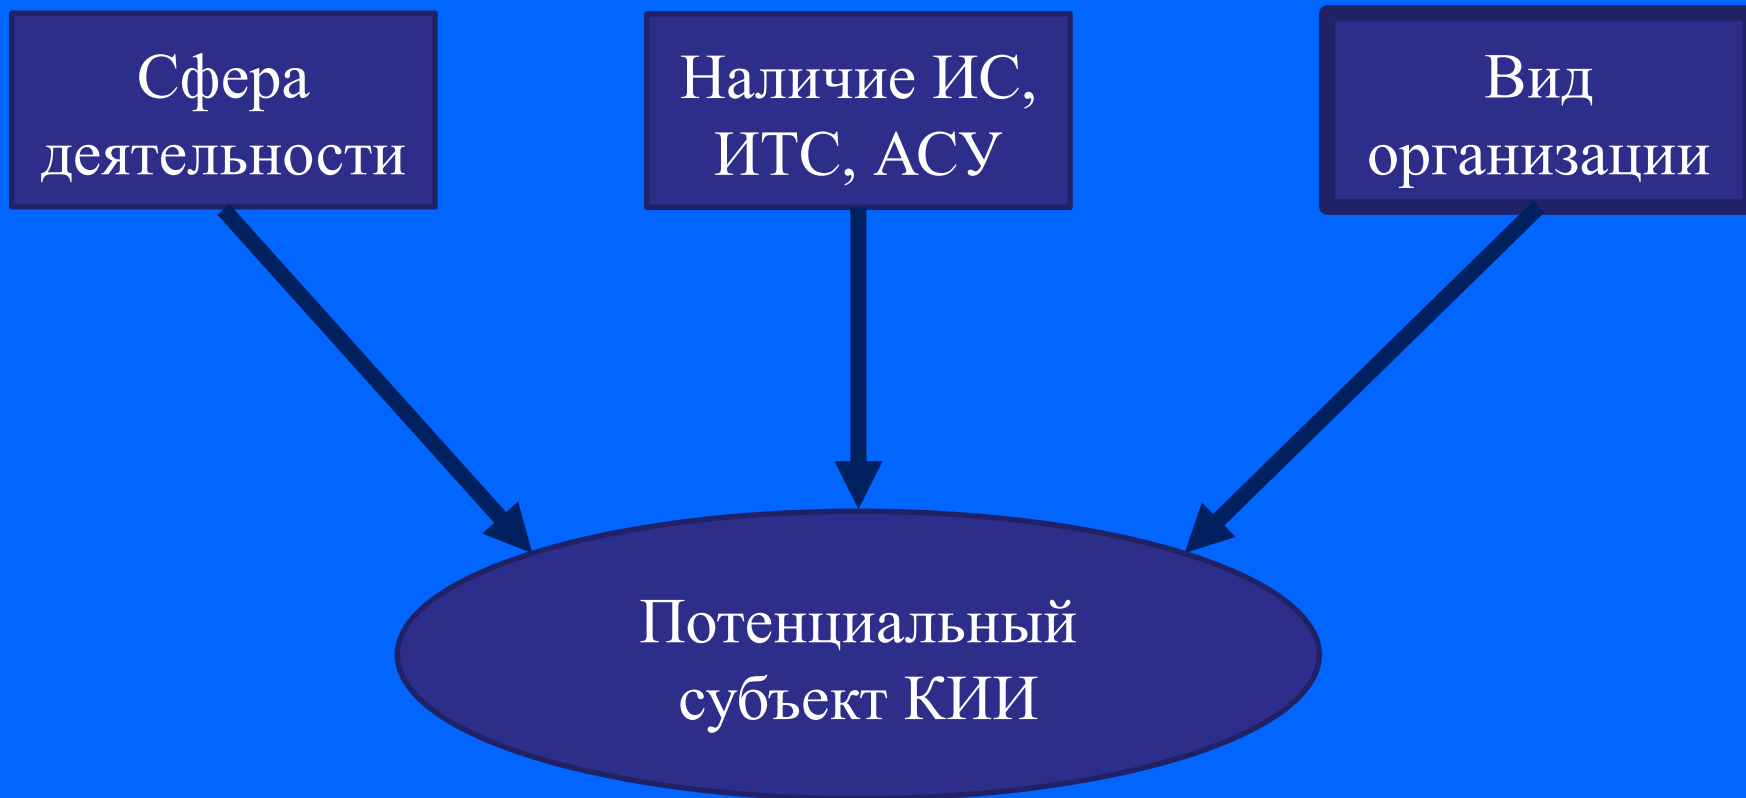 Сфера
деятельности
Наличие ИС,
ИТС, АСУ
Вид
организации
Потенциальный
субъект КИИ